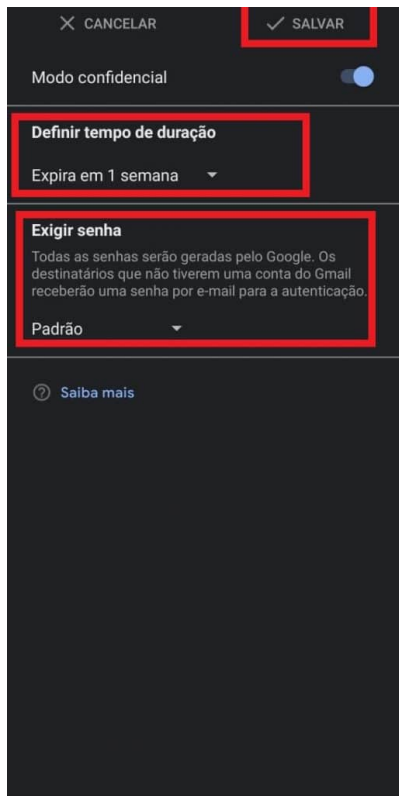 CANCELAR SALVAR
Modo confidencial
Definir tempo de duração
Expira em 1 semana
Exigir senha
Todas as senhas serão geradas pelo Google. Os
destinatários que não tiverem uma conta do Gmail
receberão uma senha por e-mail para a autenticação.
Padrão
Saiba mais